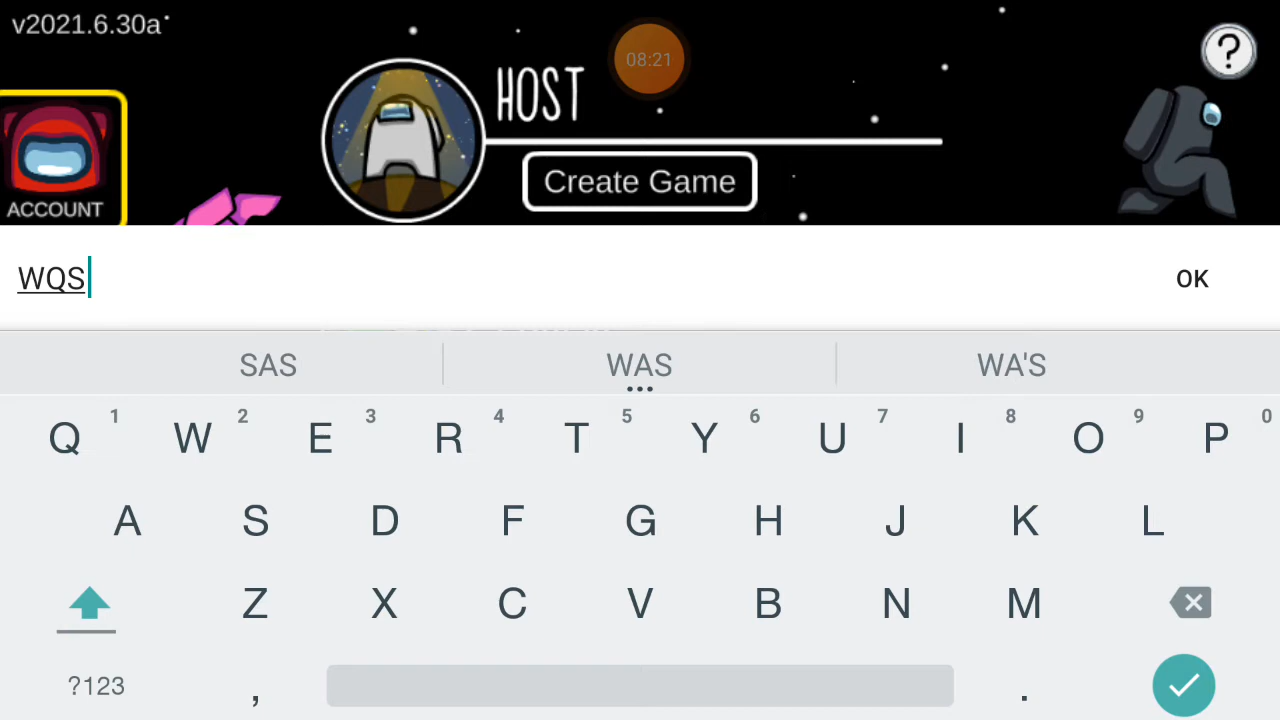 v2021.6.30a
08:21
?
HOST
ACCOUNT
Create Game
WQS
OK
SAS WAS WA'S
Q 1 W 2 E 3 R 4 T 5 Y 6 U 7 I 8 O 9 P 0
A S D F G H J K L
Z X C V B N M
?123 , .